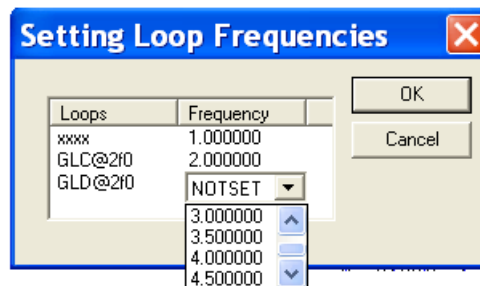 Setting Loop Frequencies
Loops Frequency
xxxx 1.000000
GLC@2f0 2.000000
GLD@2f0 NOTSET
3.000000
3.500000
4.000000
4.500000
OK
Cancel